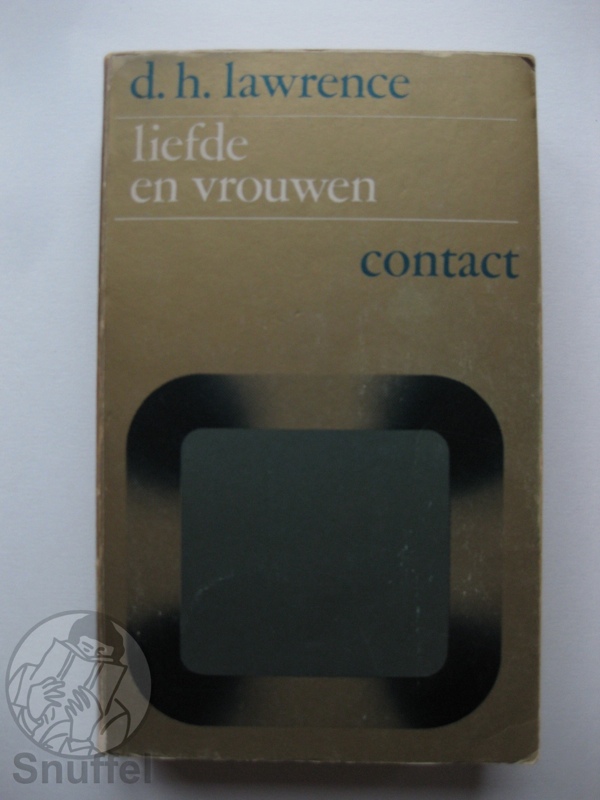 d. h. lawrence
liefde
en vrouwen
contact
Snuffel